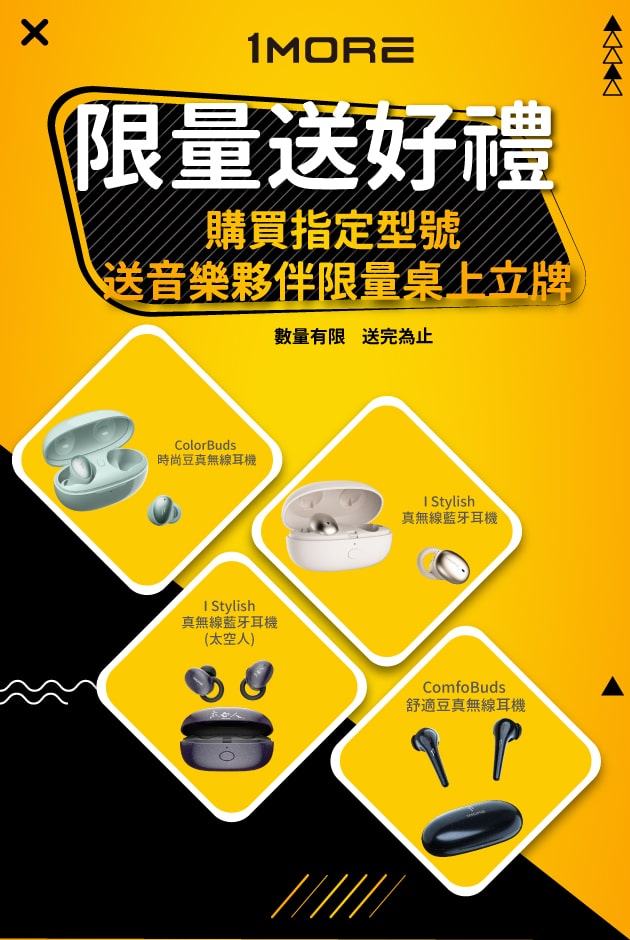 1MORE
限量送好禮
購買指定型號
送音樂夥伴限量桌上立牌
數量有限 送完為止
ColorBuds
時尚豆真無線耳機
I Stylish
真無線藍牙耳機
I Stylish
真無線藍牙耳機
(太空人)
太空人
ComfoBuds
舒適豆真無線耳機